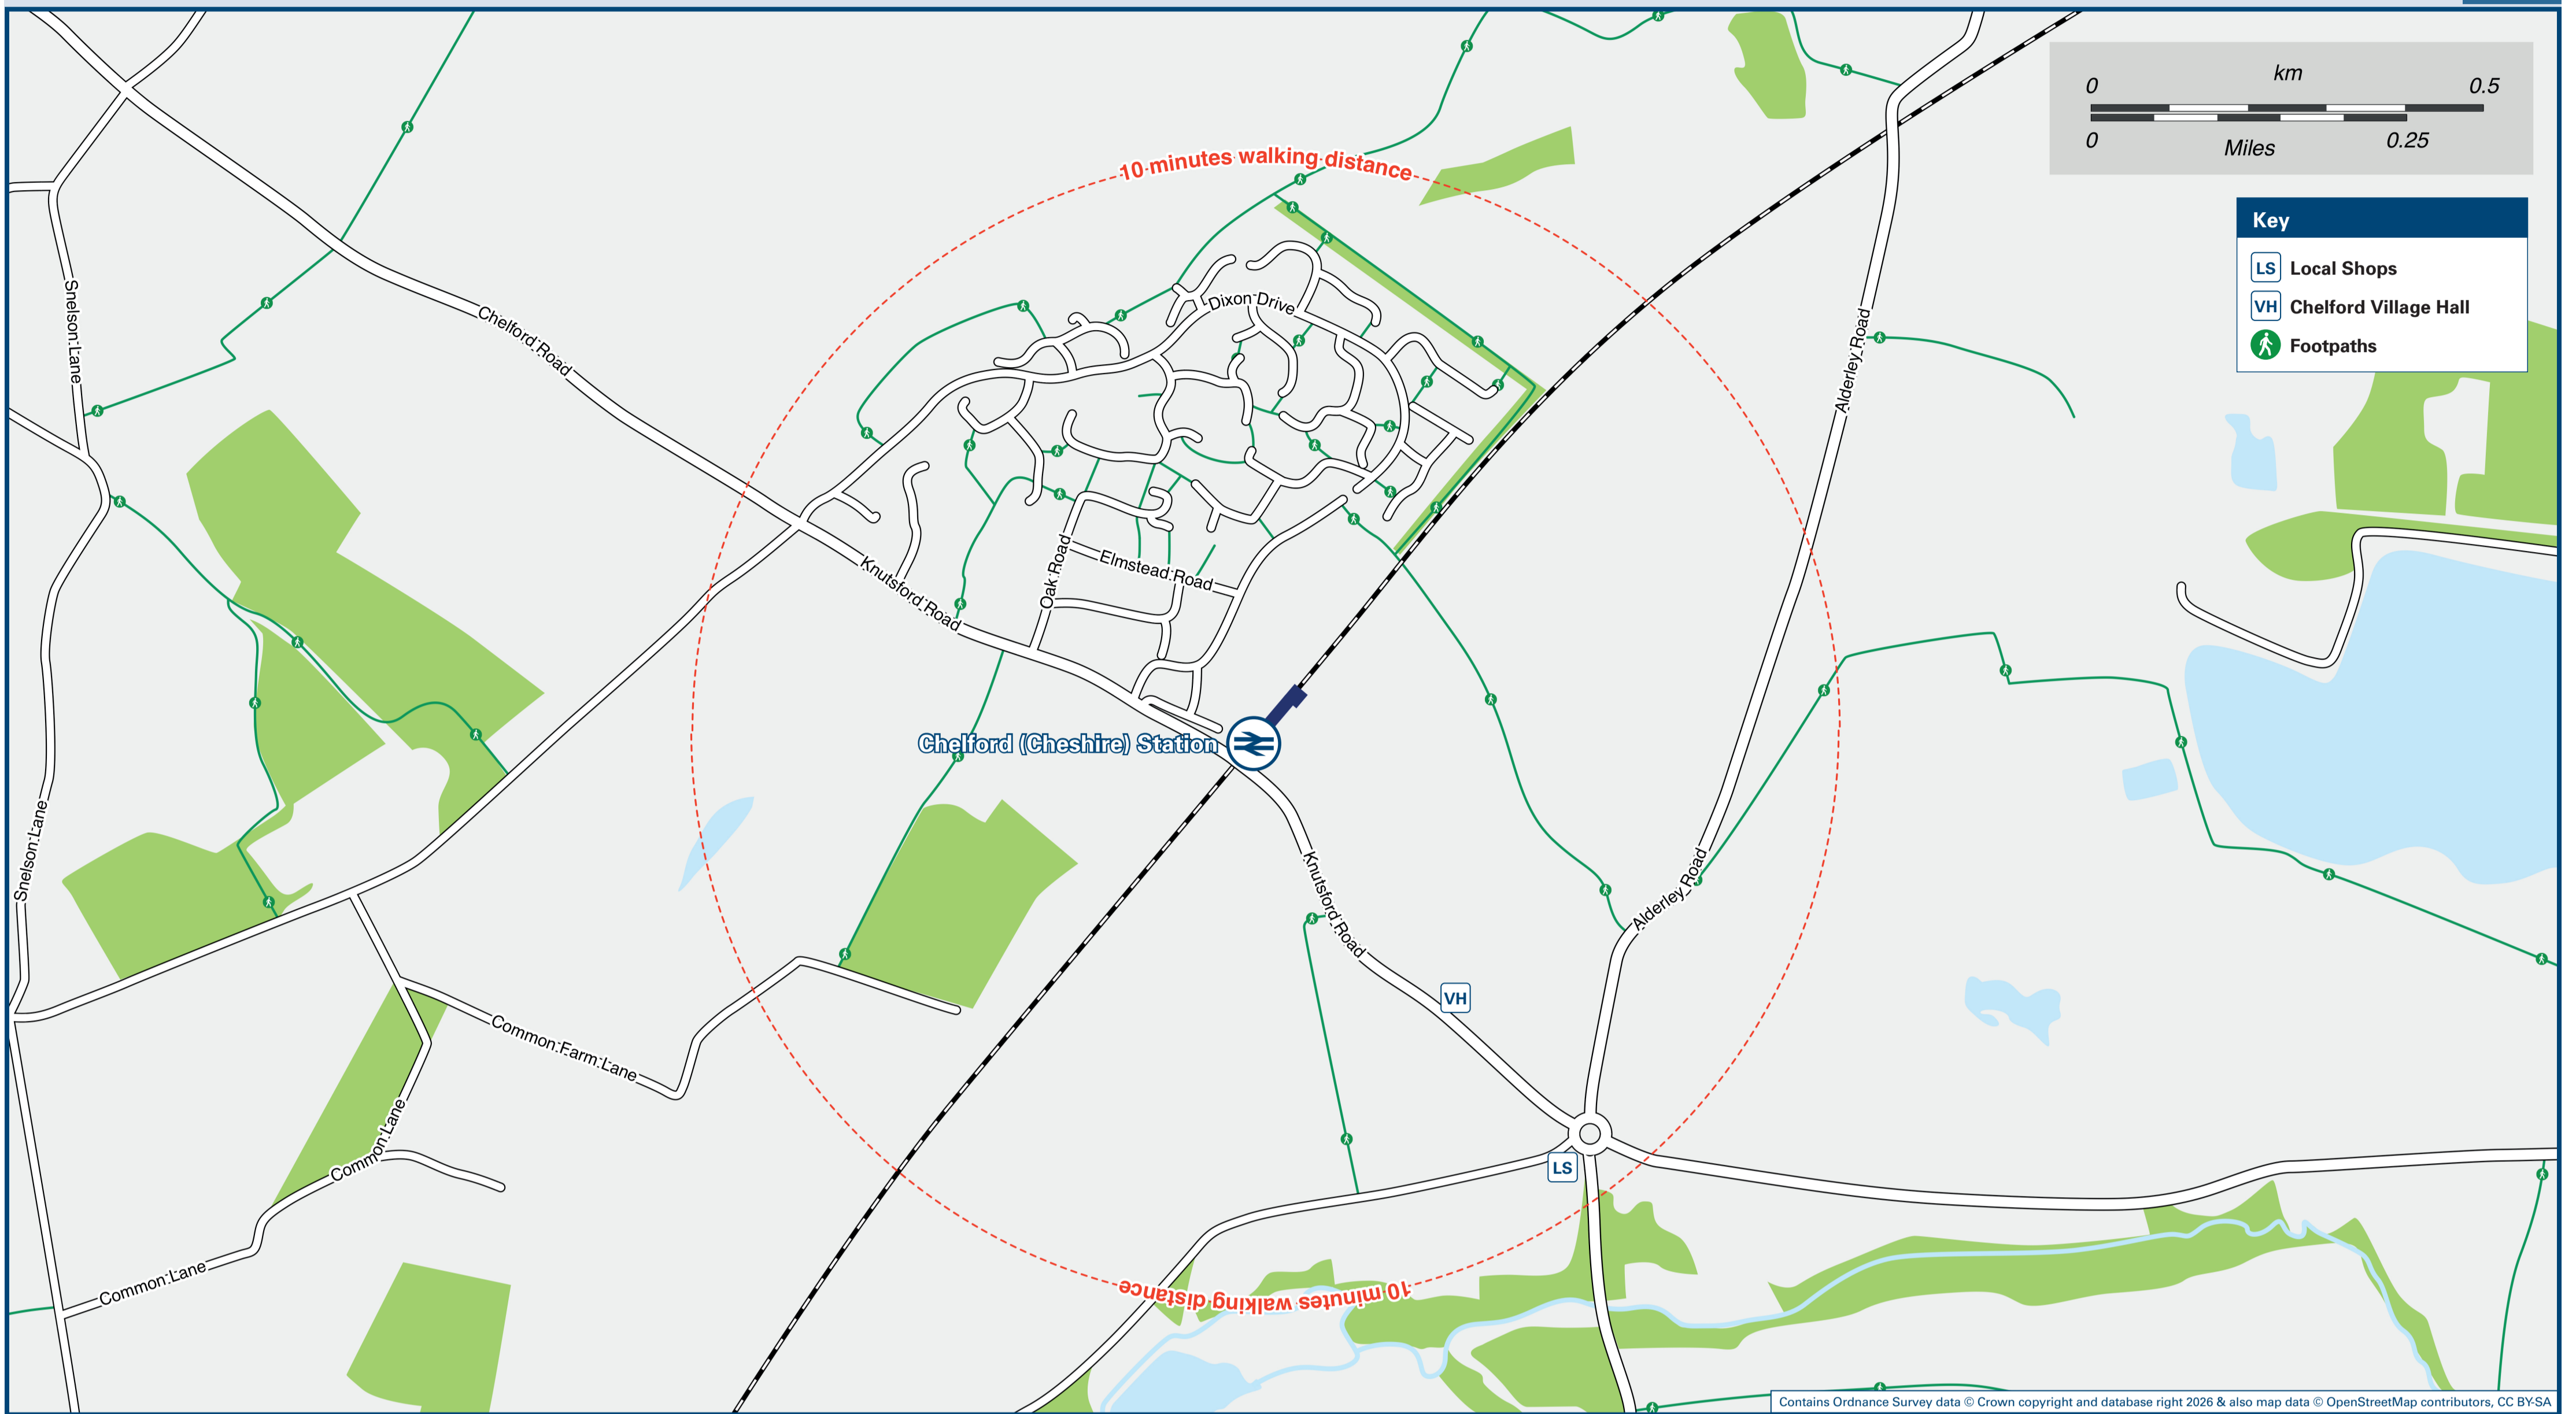 km
0 0.5
0 0.25
Miles
Key
LS Local Shops
VH Chelford Village Hall
Footpaths
10 minutes walking distance
Dixon Drive
Snelson Lane
Chelford Road
Alderley Road
Oak Road
Elmstead Road
Knutsford Road
Chelford (Cheshire) Station
Snelson Lane
Knutsford Road
Alderley Road
VH
Common Farm Lane
Common Lane
LS
Common Lane
10 minutes walking distance
Contains Ordnance Survey data © Crown copyright and database right 2026 & also map data © OpenStreetMap contributors, CC BY-SA